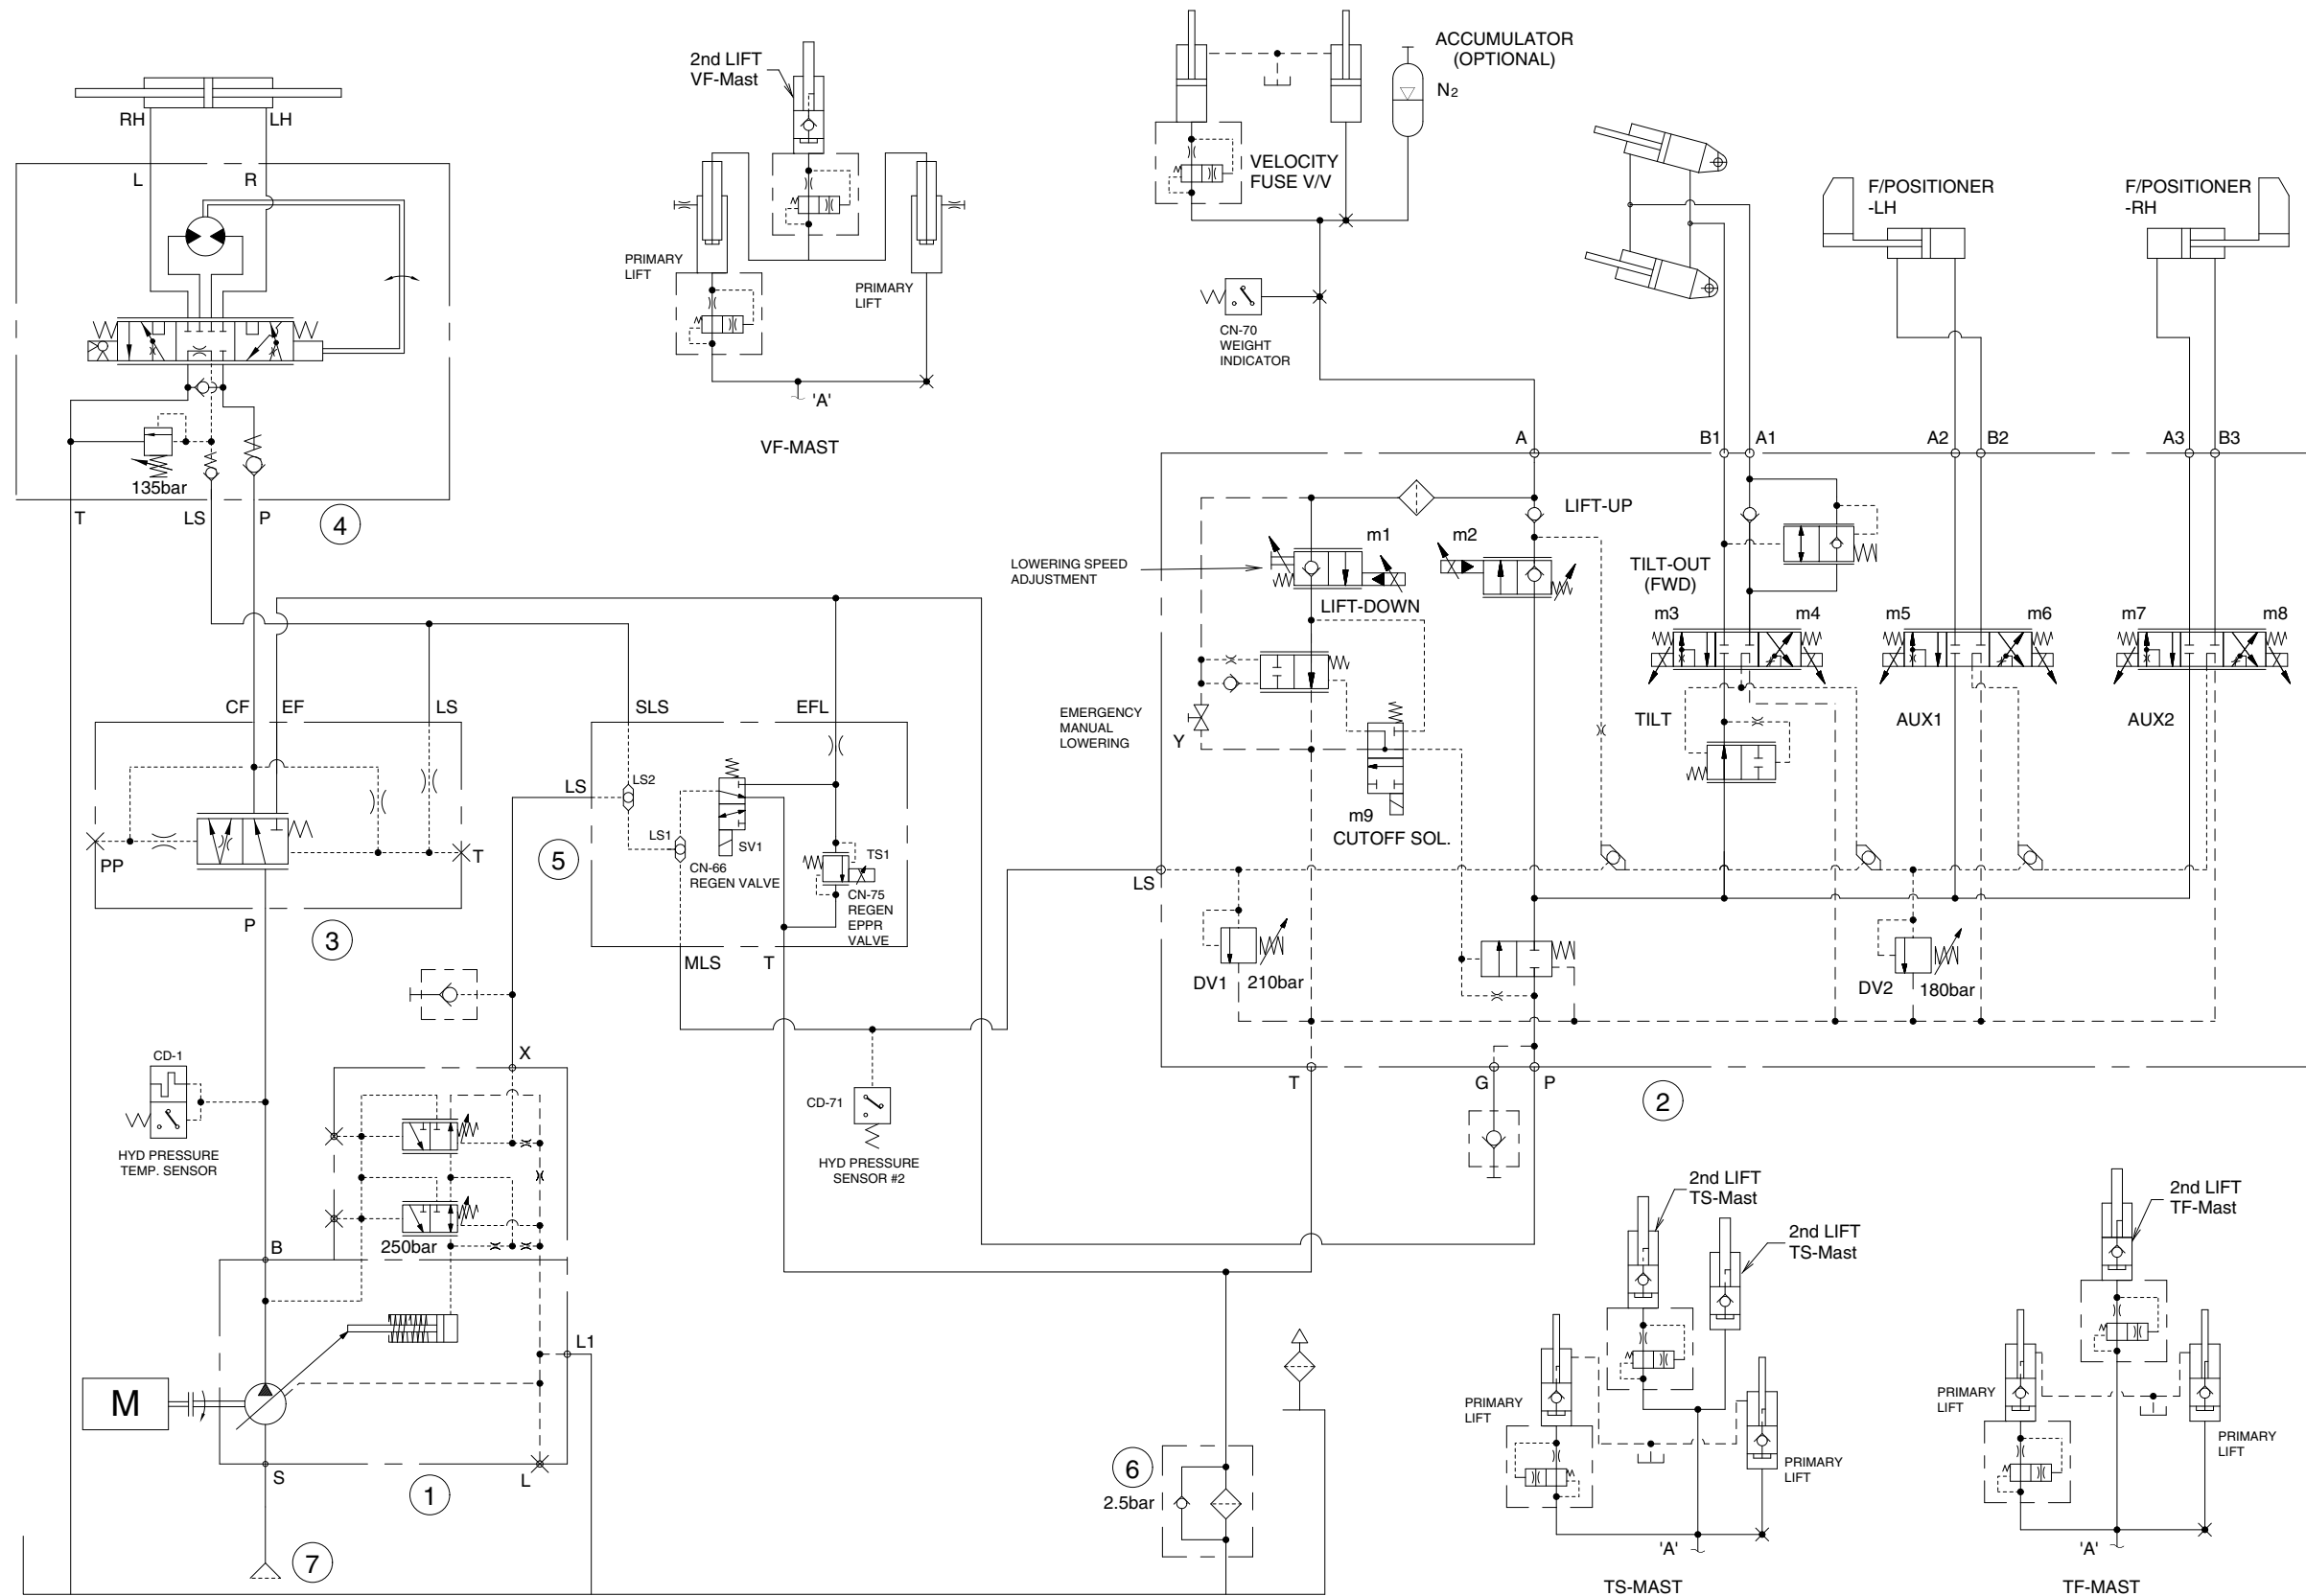 2nd LIFT
VF-Mast
ACCUMULATOR
(OPTIONAL)
N2
RH
LH
L
R
VELOCITY
FUSE V/V
F/POSITIONER
-LH
F/POSITIONER
-RH
PRIMARY
LIFT
PRIMARY
LIFT
CN-70
WEIGHT
INDICATOR
'A'
VF-MAST
135bar
T
LS
P
4
A
B1
A1
A2
B2
A3
B3
LIFT-UP
m1
m2
LOWERING SPEED
ADJUSTMENT
LIFT-DOWN
TILT-OUT
(FWD)
m3
m4
m5
m6
m7
m8
CF
EF
LS
SLS
EFL
EMERGENCY
MANUAL
LOWERING
Y
TILT
AUX1
AUX2
LS
LS2
LS1
SV1
TS1
CN-66
REGEN VALVE
CN-75
REGEN
EPPR
VALVE
m9
CUTOFF SOL.
PP
T
5
LS
P
3
MLS
T
DV1
210bar
DV2
180bar
CD-1
X
CD-71
T
G
P
2
HYD PRESSURE
TEMP. SENSOR
HYD PRESSURE
SENSOR #2
2nd LIFT
TS-Mast
2nd LIFT
TS-Mast
2nd LIFT
TF-Mast
B
250bar
L1
M
PRIMARY
LIFT
PRIMARY
LIFT
PRIMARY
LIFT
PRIMARY
LIFT
S
1
L
6
2.5bar
7
'A'
'A'
TS-MAST
TF-MAST